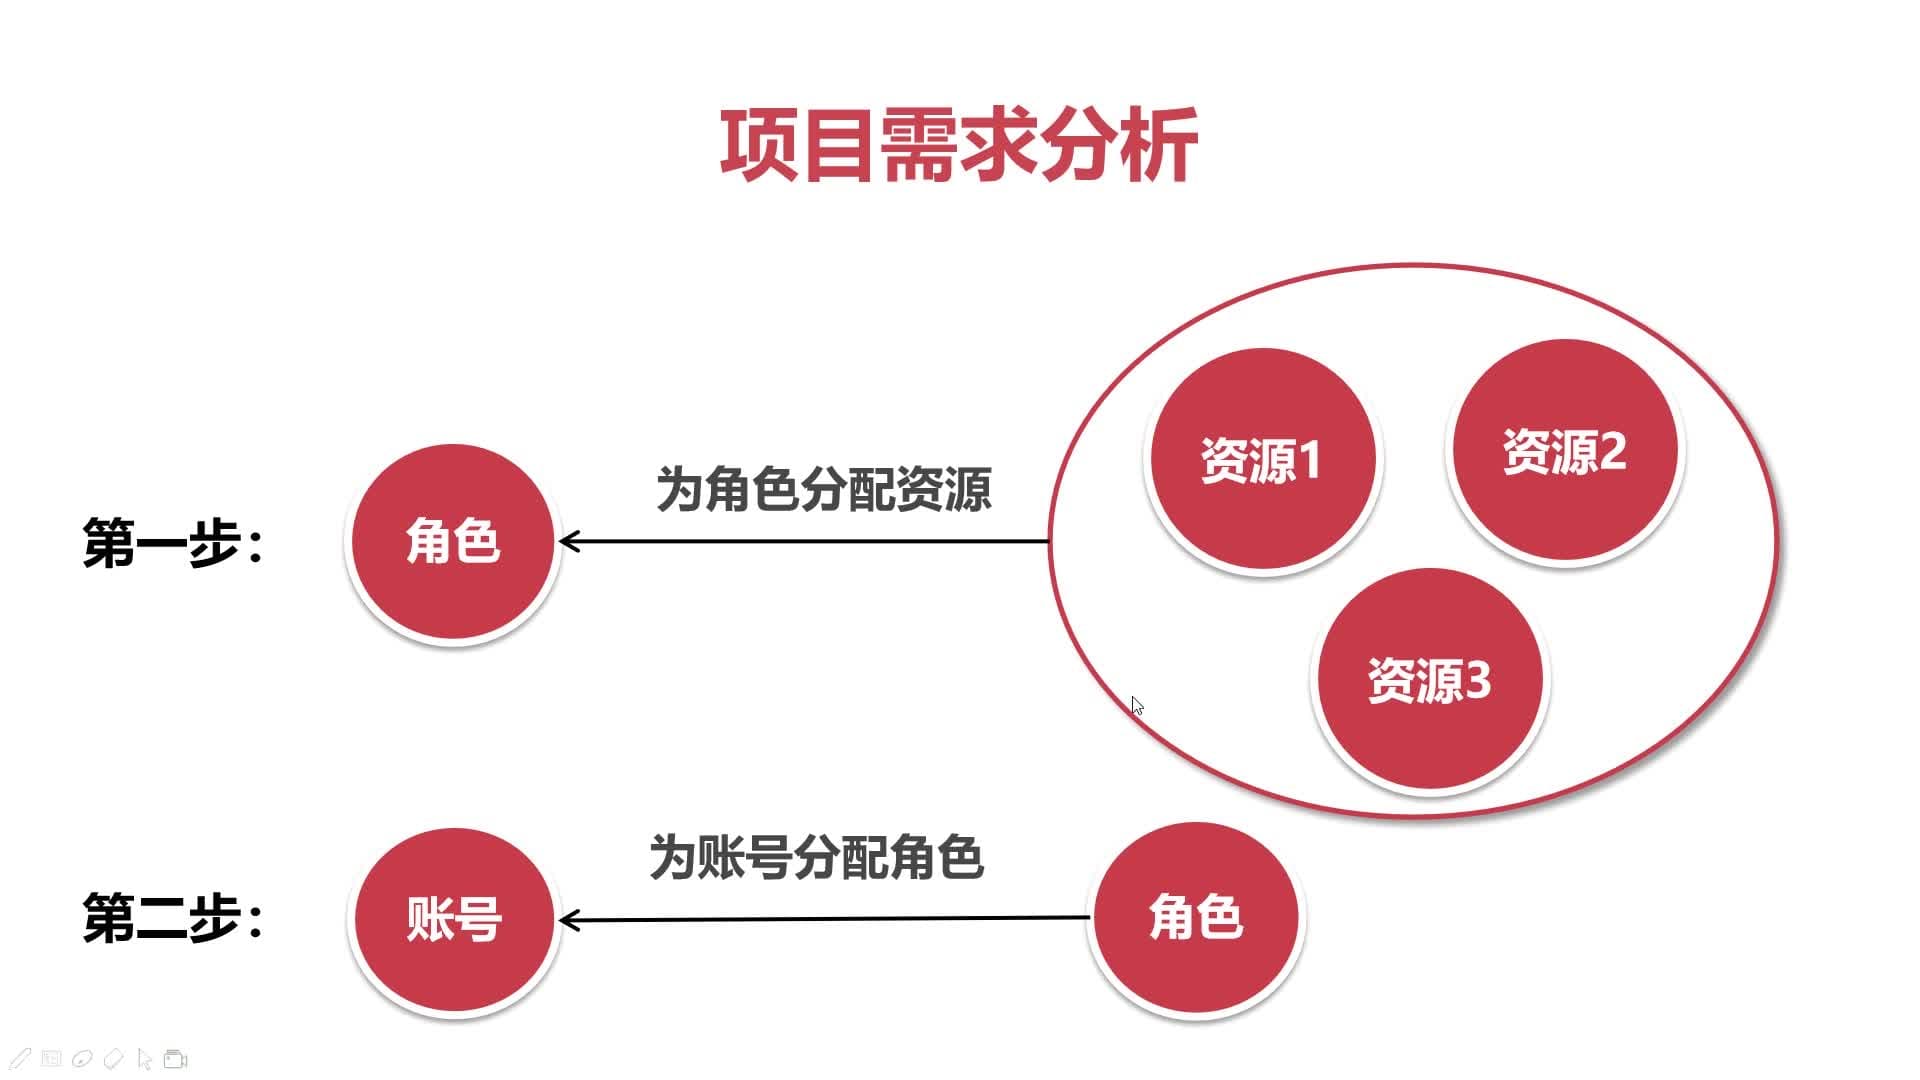 项目需求分析
资源1
资源2
为角色分配资源
第一步：
角色
资源3
为账号分配角色
第二步：
账号
角色